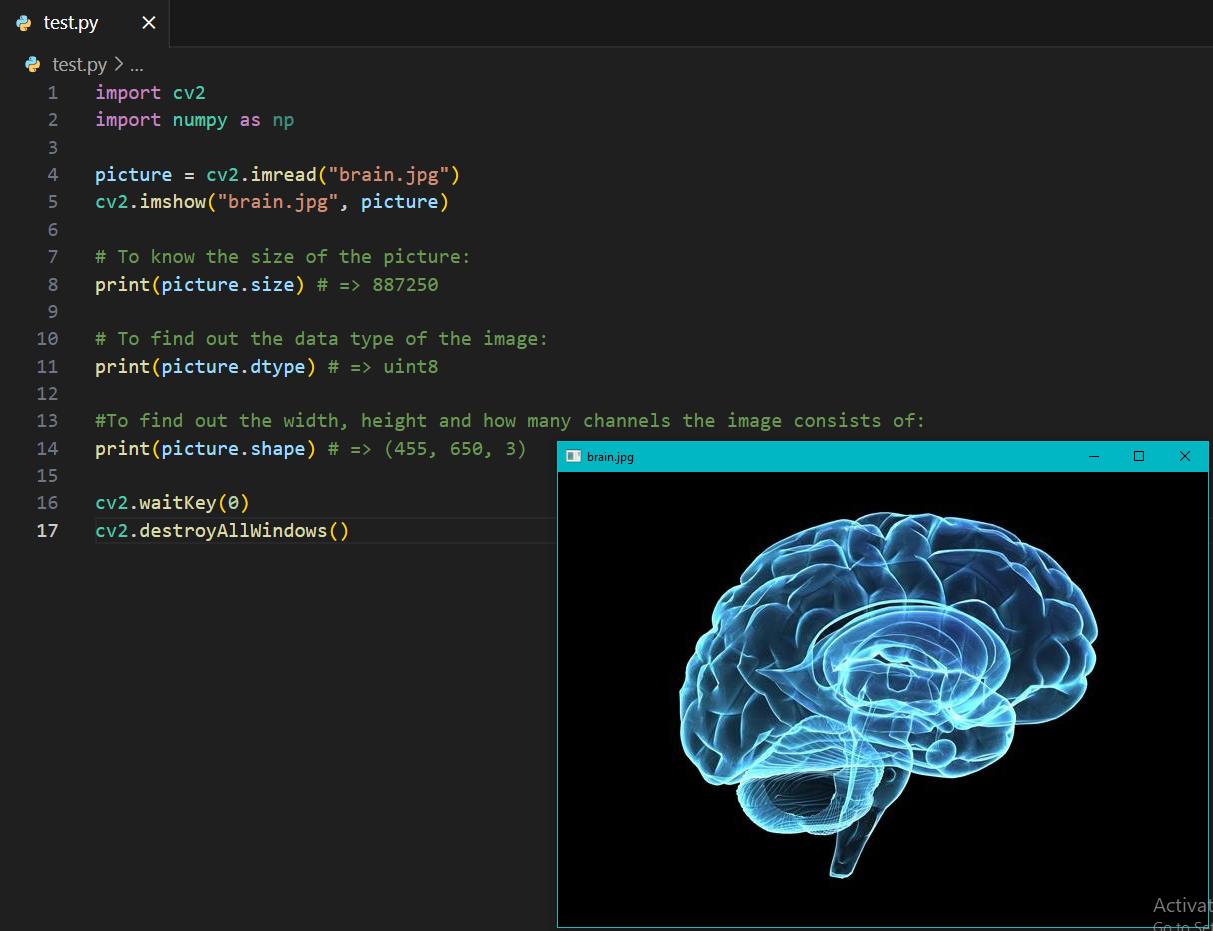 test.py
test.py > ...
1 import cv2
2 import numpy as np
3
4 picture = cv2.imread("brain.jpg")
5 cv2.imshow("brain.jpg", picture)
6
7 # To know the size of the picture:
8 print(picture.size) # => 887250
9
10 # To find out the data type of the image:
11 print(picture.dtype) # => uint8
12
13 #To find out the width, height and how many channels the image consists of:
14 print(picture.shape) # => (455, 650, 3)
15
16 cv2.waitKey(0)
17 cv2.destroyAllWindows()
brain.jpg
Activat
Go to Se